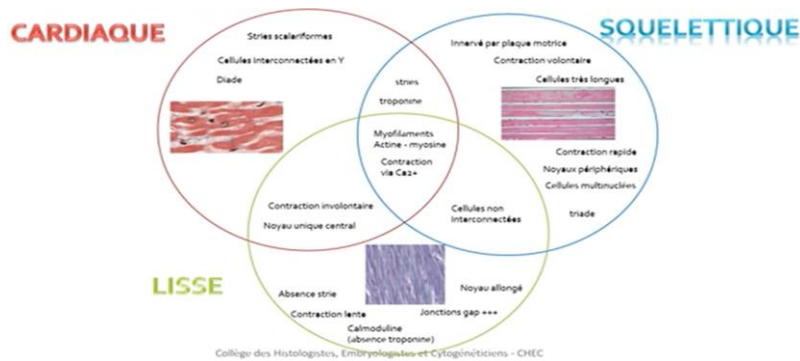 CARDIAQUE
SQUELETTIQUE
Stries scalariformes
Cellules interconnectées en Y
Diade
stries
troponine
Innervé par plaque motrice
Contraction volontaire
Cellules très longues
Myofilaments
Actine - myosine
Contraction
via Ca2+
Contraction rapide
Noyaux périphériques
Cellules multinuclées
triade
Contraction involontaire
Noyau unique central
Cellules non
Interconnectées
LISSE
Absence strie
Noyau allongé
Contraction lente
Jonctions gap +++
Calmoduline
(absence troponine)
Collège des Histologistes, Embryologistes et Cytogénéticiens - CHEC